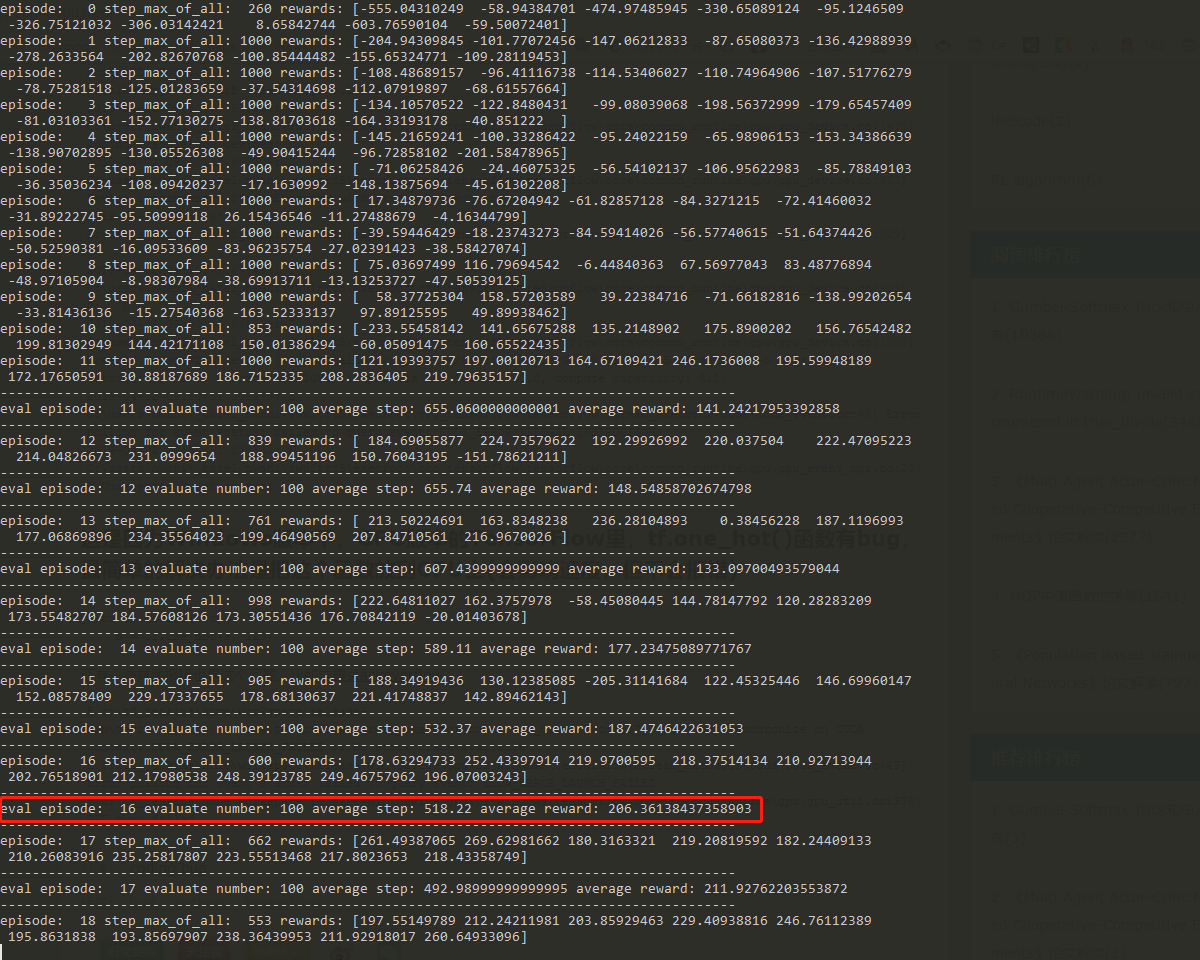 episode:   0 step_max_of_all:  260 rewards: [-555.04310249  -58.94384701 -474.97485945 -330.65089124  -95.1246509
 -326.75121032 -306.03142421    8.65842744 -603.76590104  -59.50072401]
episode:   1 step_max_of_all: 1000 rewards: [-204.94309845 -101.77072456 -147.06212833  -87.65080373 -136.42988939
 -278.2633564  -202.82670768 -100.85444482 -155.65324771 -109.28119453]
episode:   2 step_max_of_all: 1000 rewards: [-108.48689157  -96.41116738 -114.53406027 -110.74964906 -107.51776279
  -78.75281518 -125.01283659  -37.54314698 -112.07919897  -68.61557664]
episode:   3 step_max_of_all: 1000 rewards: [-134.10570522 -122.8480431   -99.08039068 -198.56372999 -179.65457409
  -81.03103361 -152.77130275 -138.81703618 -164.33193178  -40.851222  ]
episode:   4 step_max_of_all: 1000 rewards: [-145.21659241 -100.33286422  -95.24022159  -65.98906153 -153.34386639
 -138.90702895 -130.05526308  -49.90415244  -96.72858102 -201.58478965]
episode:   5 step_max_of_all: 1000 rewards: [ -71.06258426  -24.46075325  -56.54102137 -106.95622983  -85.78849103
  -36.35036234 -108.09420237  -17.1630992  -148.13875694  -45.61302208]
episode:   6 step_max_of_all: 1000 rewards: [ 17.34879736 -76.67204942 -61.82857128 -84.3271215  -72.41460032
 -31.89222745 -95.50999118  26.15436546 -11.27488679  -4.16344799]
episode:   7 step_max_of_all: 1000 rewards: [-39.59446429 -18.23743273 -84.59414026 -56.57740615 -51.64374426
 -50.52590381 -16.09533609 -83.96235754 -27.02391423 -38.58427074]
episode:   8 step_max_of_all: 1000 rewards: [ 75.03697499 116.79694542  -6.44840363  67.56977043  83.48776894
 -48.97105904  -8.98307984 -38.69913711 -13.13253727 -47.50539125]
episode:   9 step_max_of_all: 1000 rewards: [  58.37725304  158.57203589   39.22384716  -71.66182816 -138.99202654
  -33.81436136  -15.27540368 -163.52333137   97.89125595   49.89938462]
episode:  10 step_max_of_all:  853 rewards: [-233.55458142  141.65675288  135.2148902   175.8900202   156.76542482
  199.81302949  144.42171108  150.01386294  -60.05091475  160.65522435]
episode:  11 step_max_of_all: 1000 rewards: [121.19393757 197.00120713 164.67109421 246.1736008  195.59948189
 172.17650591  30.88187689 186.7152335  208.2836405  219.79635157]
eval episode:  11 evaluate number: 100 average step: 655.0600000000001 average reward: 141.24217953392858
episode:  12 step_max_of_all:  839 rewards: [ 184.69055877  224.73579622  192.29926992  220.037504    222.47095223
  214.04826673  231.0999654   188.99451196  150.76043195 -151.78621211]
eval episode:  12 evaluate number: 100 average step: 655.74 average reward: 148.54858702674798
episode:  13 step_max_of_all:  761 rewards: [ 213.50224691  163.8348238   236.28104893    0.38456228  187.1196993
  177.06869896  234.35564023 -199.46490569  207.84710561  216.9670026 ]
eval episode:  13 evaluate number: 100 average step: 607.4399999999999 average reward: 133.09700493579044
episode:  14 step_max_of_all:  998 rewards: [222.64811027 162.3757978  -58.45080445 144.78147792 120.28283209
 173.55482707 184.57608126 173.30551436 176.70842119 -20.01403678]
eval episode:  14 evaluate number: 100 average step: 589.11 average reward: 177.23475089771767
episode:  15 step_max_of_all:  905 rewards: [ 188.34919436  130.12385085 -205.31141684  122.45325446  146.69960147
  152.08578409  229.17737655  178.68130637  221.41748837  142.89462143]
eval episode:  15 evaluate number: 100 average step: 532.37 average reward: 187.4746422631053
episode:  16 step_max_of_all:  600 rewards: [178.63294733 252.43397914 219.9700595  218.37514134 210.92713944
 202.76518901 212.17980538 248.39123785 249.46757962 196.07003243]
eval episode:  16 evaluate number: 100 average step: 518.22 average reward: 206.36138437358903
episode:  17 step_max_of_all:  662 rewards: [261.49387065 269.62981662 180.3163321  219.20819592 182.24409133
 210.26083916 235.25817807 223.55513468 217.8023653  218.43358749]
eval episode:  17 evaluate number: 100 average step: 492.98999999999995 average reward: 211.92762203553872
episode:  18 step_max_of_all:  553 rewards: [197.55149789 212.24211981 203.85929463 229.40938816 246.76112389
 195.8631838  193.85697907 238.36439953 211.92918017 260.64933096]